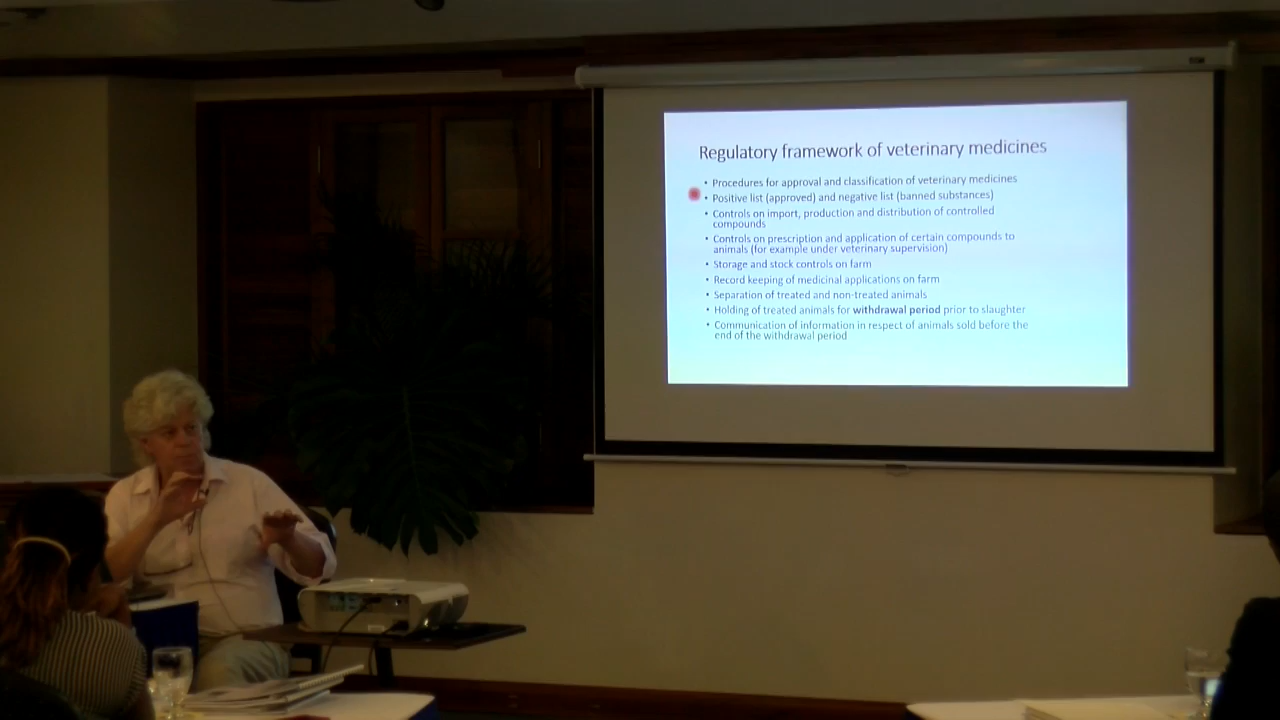 Regulatory framework of veterinary medicines
• Procedures for approval and classification of veterinary medicines
• Positive list (approved) and negative list (banned substances)
• Controls on import, production and distribution of controlled
compounds
• Controls on prescription and application of certain compounds to
animals (for example under veterinary supervision)
• Storage and stock controls on farm
• Record keeping of medicinal applications on farm
• Separation of treated and non-treated animals
• Holding of treated animals for withdrawal period prior to slaughter
• Communication of information in respect of animals sold before the
end of the withdrawal period